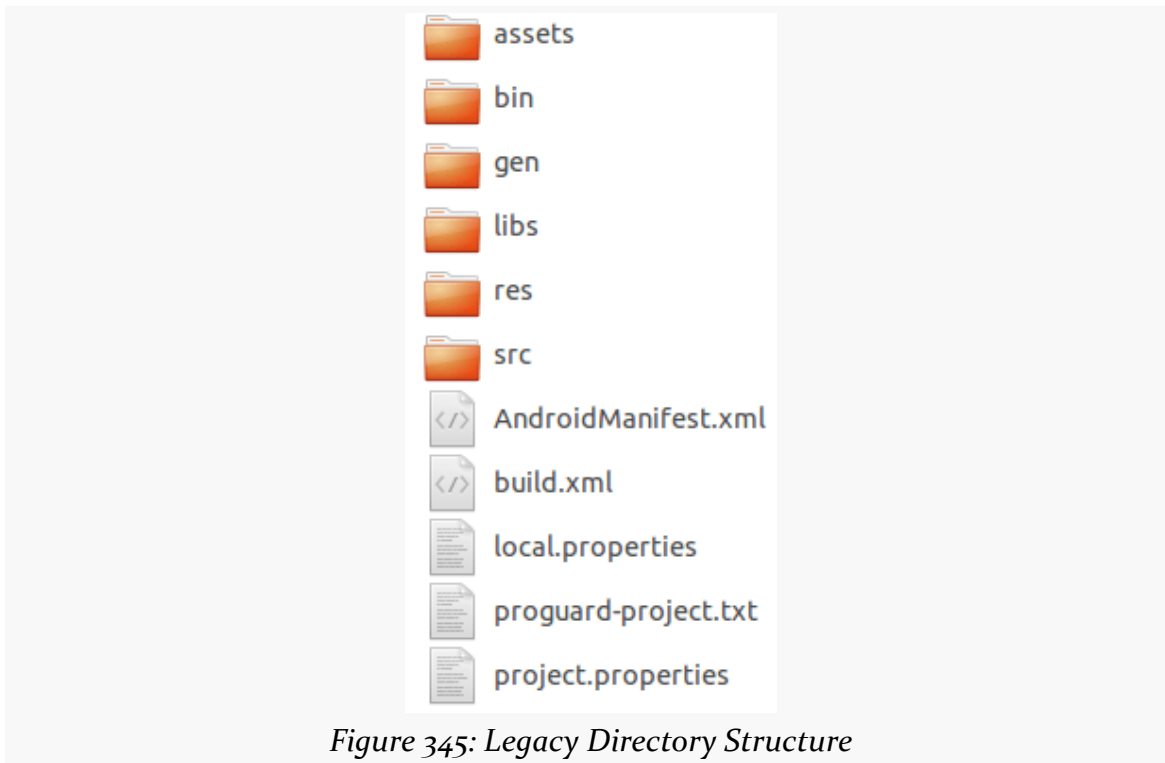 assets
bin
gen
libs
res
src
AndroidManifest.xml
build.xml
local.properties
proguard-project.txt
project.properties
Figure 345: Legacy Directory Structure